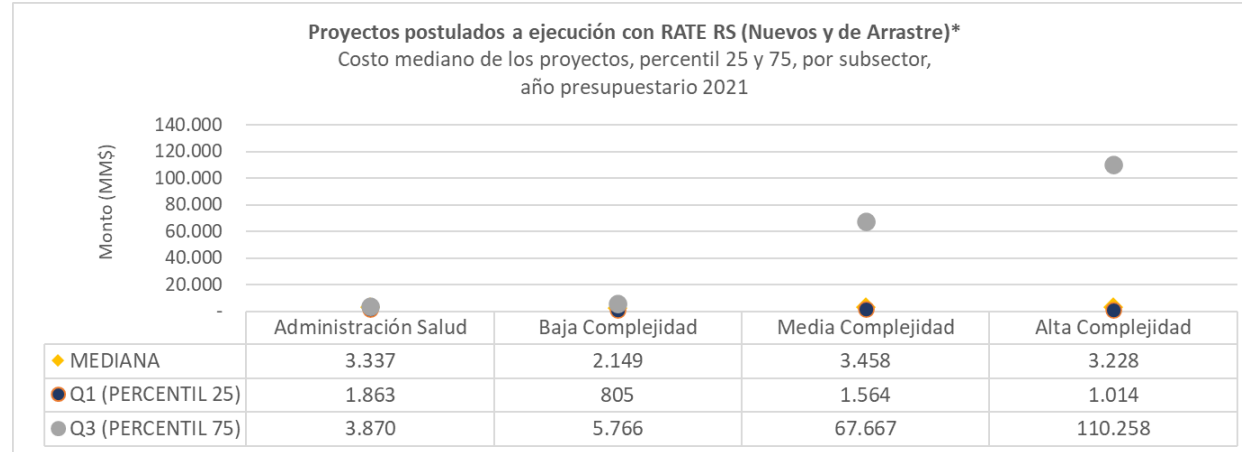 Proyectos postulados a ejecución con RATE RS (Nuevos y de Arrastre)*
Costo mediano de los proyectos, percentil 25 y 75, por subsector,
año presupuestario 2021
Monto (MM$)
140.000
120.000
100.000
80.000
60.000
40.000
20.000
-
Administración Salud Baja Complejidad Media Complejidad Alta Complejidad
MEDIANA 3.337 2.149 3.458 3.228
Q1 (PERCENTIL 25) 1.863 805 1.564 1.014
Q3 (PERCENTIL 75) 3.870 5.766 67.667 110.258